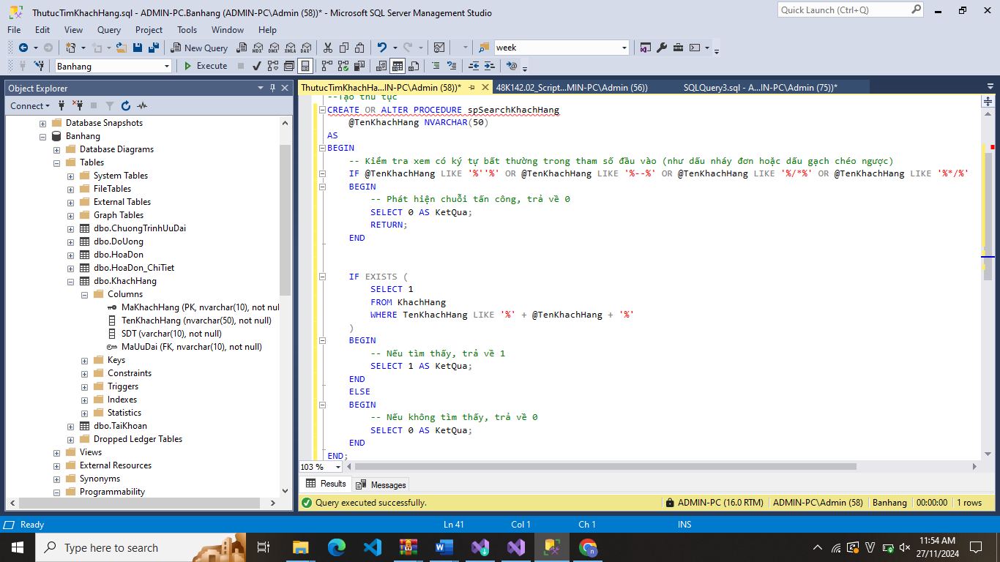 ThutucTimKhachHang.sql - ADMIN-PC.Banhang (ADMIN-PC\Admin (58))* - Microsoft SQL Server Management Studio
Quick Launch (Ctrl+Q)
File Edit View Query Project Tools Window Help
New Query
MDX DMX XMLA DAX
week
Banhang
Execute
Object Explorer
ThutucTimKhachHa...IN-PC\Admin (58))*
48K142.02_Script...MIN-PC\Admin (56))
SQLQuery3.sql - A...IN-PC\Admin (75))*
Connect
Database Snapshots
Banhang
Database Diagrams
Tables
System Tables
FileTables
External Tables
Graph Tables
dbo.ChuongTrinhUuDai
dbo.DoUong
dbo.HoaDon
dbo.HoaDon_ChiTiet
dbo.KhachHang
Columns
MaKhachHang (PK, nvarchar(10), not nul
TenKhachHang (nvarchar(50), not null)
SDT (varchar(10), not null)
MaUuDai (FK, nvarchar(10), not null)
Keys
Constraints
Triggers
Indexes
Statistics
dbo.TaiKhoan
Dropped Ledger Tables
Views
External Resources
Synonyms
Programmability
--Tạo thủ tục
CREATE OR ALTER PROCEDURE spSearchKhachHang
@TenKhachHang NVARCHAR(50)
AS
BEGIN
-- Kiểm tra xem có ký tự bất thường trong tham số đầu vào (như dấu nháy đơn hoặc dấu gạch chéo ngược)
IF @TenKhachHang LIKE '%''%' OR @TenKhachHang LIKE '%--%' OR @TenKhachHang LIKE '%/*%' OR @TenKhachHang LIKE '%*/%'
BEGIN
-- Phát hiện chuỗi tấn công, trả về 0
SELECT 0 AS KetQua;
RETURN;
END
IF EXISTS (
SELECT 1
FROM KhachHang
WHERE TenKhachHang LIKE '%' + @TenKhachHang + '%'
)
BEGIN
-- Nếu tìm thấy, trả về 1
SELECT 1 AS KetQua;
END
ELSE
BEGIN
-- Nếu không tìm thấy, trả về 0
SELECT 0 AS KetQua;
END
END;
103 %
Results Messages
Query executed successfully.
ADMIN-PC (16.0 RTM) ADMIN-PC\Admin (58) Banhang 00:00:00 1 rows
Ready Ln 41 Col 1 Ch 1 INS
Type here to search
11:54 AM
27/11/2024